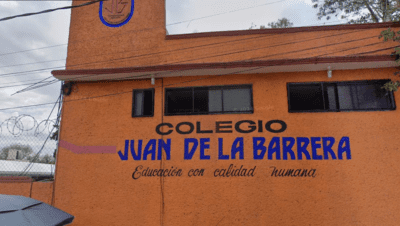 COLEGIO
JUAN DE LA BARRERA
Educación con calidad humana